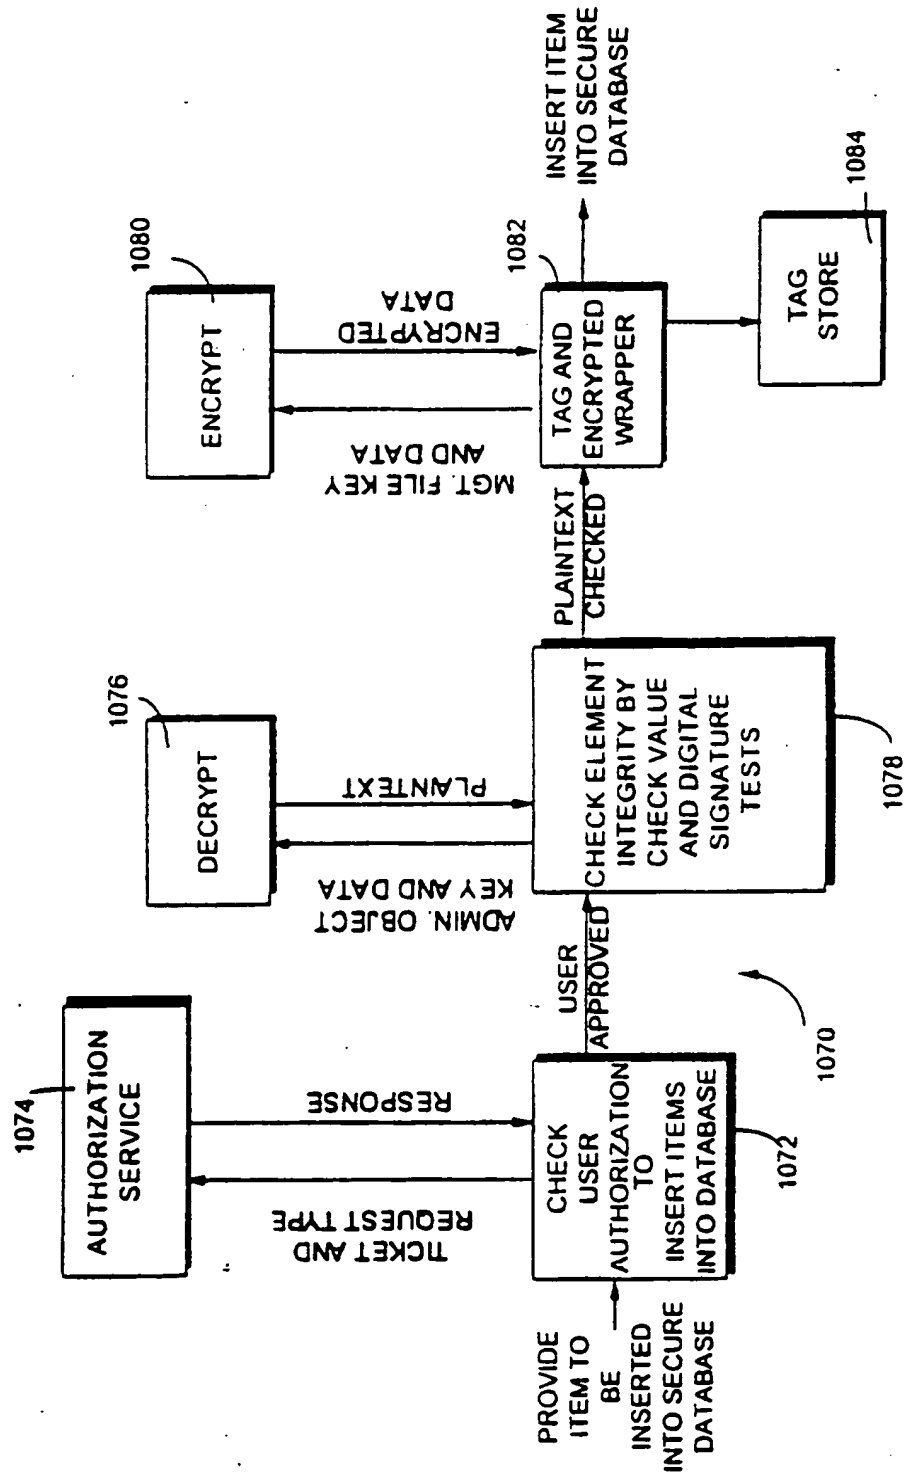 PROVIDE
ITEM TO
BE
INSERTED
INTO SECURE
DATABASE
CHECK
USER
AUTHORIZATION
TO
INSERT ITEMS
INTO DATABASE
1072
TICKET AND
REQUEST TYPE
RESPONSE
1074
AUTHORIZATION
SERVICE
1070
USER
APPROVED
CHECK ELEMENT
INTEGRITY BY
CHECK VALUE
AND DIGITAL
SIGNATURE
TESTS
1078
ADMIN. OBJECT
KEY AND DATA
PLAINTEXT
1076
DECRYPT
PLAINTEXT
CHECKED
TAG AND
ENCRYPTED
WRAPPER
1082
MGT. FILE KEY
AND DATA
ENCRYPTED
DATA
1080
ENCRYPT
TAG
STORE
1084
INSERT ITEM
INTO SECURE
DATABASE